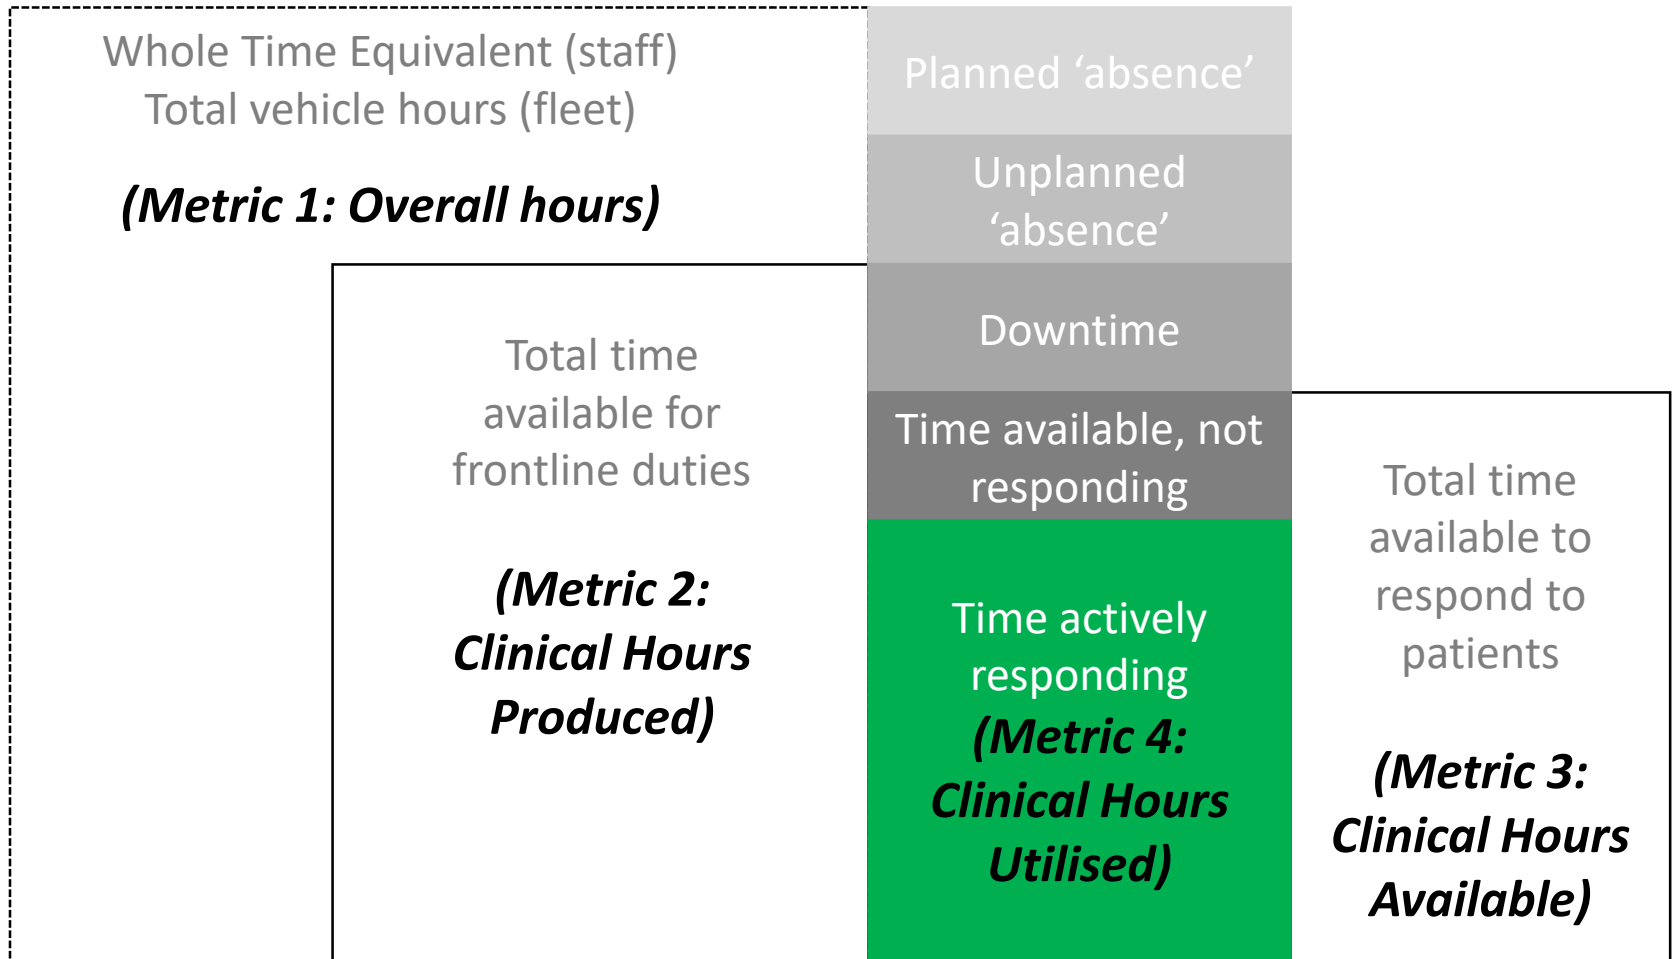 Whole Time Equivalent (staff)
Total vehicle hours (fleet)
(Metric 1: Overall hours)
Total time
available for
frontline duties
(Metric 2:
Clinical Hours
Produced)
Planned ‘absence’
Unplanned
‘absence’
Downtime
Time available, not
responding
Time actively
responding
(Metric 4:
Clinical Hours
Utilised)
Total time
available to
respond to
patients
(Metric 3:
Clinical Hours
Available)